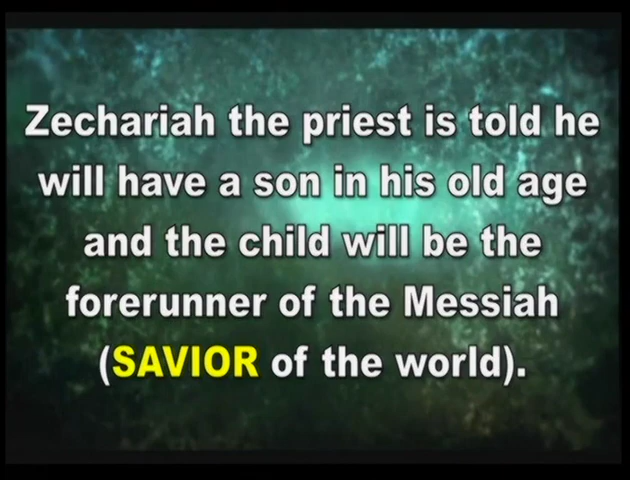 Zechariah the priest is told he
will have a son in his old age
and the child will be the
forerunner of the Messiah
(SAVIOR of the world).